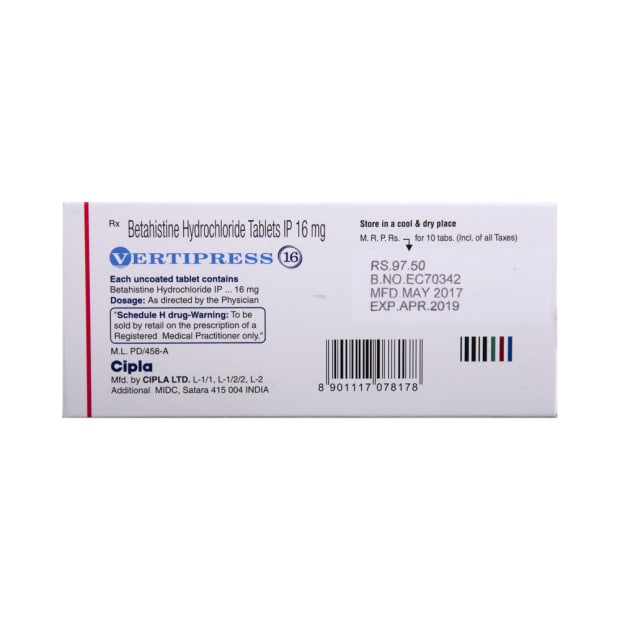 Rx Betahistine Hydrochloride Tablets IP 16 mg
VERTIPRESS 16
Each uncoated tablet contains
Betahistine Hydrochloride IP ... 16 mg
Dosage: As directed by the Physician
"Schedule H drug-Warning: To be
sold by retail on the prescription of a
Registered Medical Practitioner only."
M.L. PD/458-A
Cipla
Mfd. by CIPLA LTD. L-1/1, L-1/2/2, L-2
Additional MIDC, Satara 415 004 INDIA
Store in a cool & dry place
M. R. P. Rs. for 10 tabs. (Incl. of all Taxes)
RS.97.50
B.NO.EC70342
MFD.MAY 2017
EXP.APR.2019
8 901117 078178